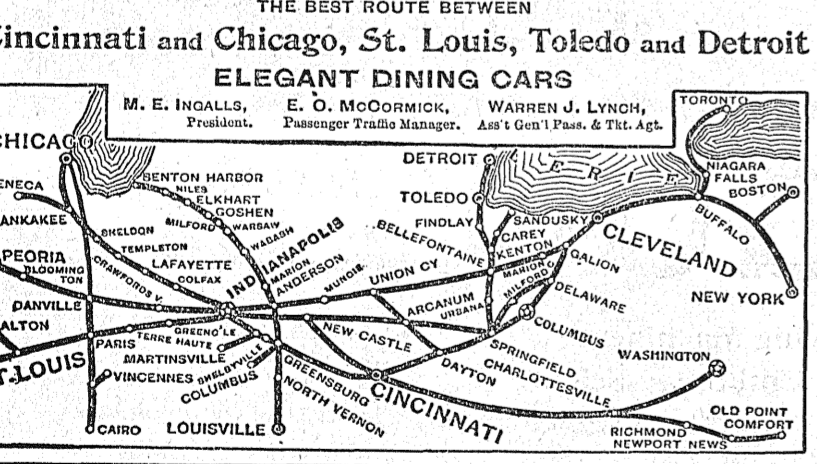 THE BEST ROUTE BETWEEN
Cincinnati and Chicago, St. Louis, Toledo and Detroit
ELEGANT DINING CARS
M. E. INGALLS,
President.
E. O. McCORMICK,
Passenger Traffic Manager.
WARREN J. LYNCH,
Ass't Gen'l Pass. & Tkt. Agt.
TORONTO
CHICAGO
DETROIT
ERIE
NIAGARA
FALLS
BOSTON
BENTON HARBOR
NILES
ELKHART
GOSHEN
MILFORD
WARSAW
WABASH
ENECA
ANKAKEE
TOLEDO
FINDLAY
SANDUSKY
CAREY
KENTON
BELLEFONTAINE
CLEVELAND
BUFFALO
SHELDON
TEMPLETON
LAFAYETTE
COLFAX
CRAWFORDSV.
INDIANAPOLIS
MARION
ANDERSON
MUNCIE
UNION CY
MARION
MILFORD C
GALION
DELAWARE
NEW YORK
PEORIA
BLOOMING
TON
DANVILLE
ALTON
ARCANUM
URBANA
COLUMBUS
PARIS
TERRE HAUTE
GREENC'LE
MARTINSVILLE
NEW CASTLE
DAYTON
SPRINGFIELD
CHARLOTTESVILLE
WASHINGTON
T. LOUIS
VINCENNES
SHELBYVILLE
COLUMBUS
GREENSBURG
NORTH VERNON
CINCINNATI
CAIRO
LOUISVILLE
RICHMOND
NEWPORT NEWS
OLD POINT
COMFORT